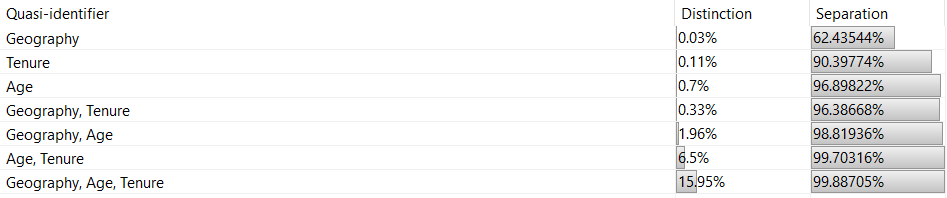 Quasi-identifier Distinction Separation
Geography 0.03% 62.43544%
Tenure 0.11% 90.39774%
Age 0.7% 96.89822%
Geography, Tenure 0.33% 96.38668%
Geography, Age 1.96% 98.81936%
Age, Tenure 6.5% 99.70316%
Geography, Age, Tenure 15.95% 99.88705%